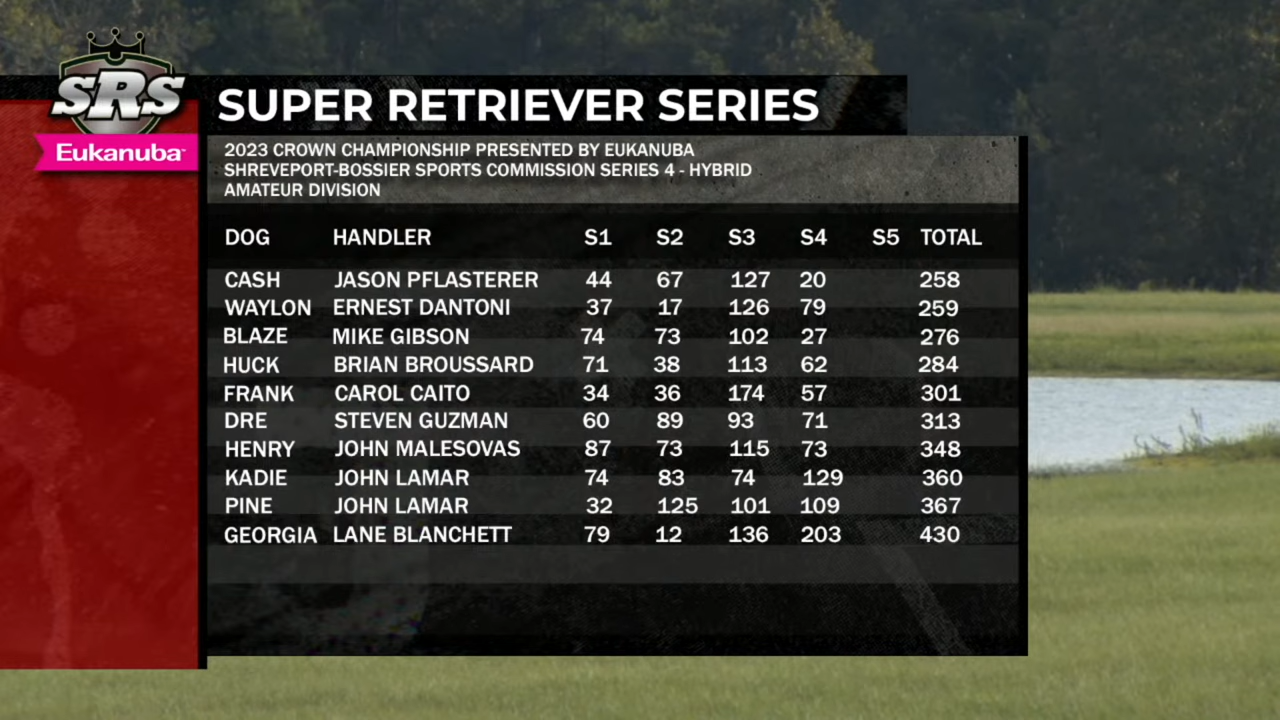 SRS
Eukanuba
SUPER RETRIEVER SERIES
2023 CROWN CHAMPIONSHIP PRESENTED BY EUKANUBA
SHREVEPORT-BOSSIER SPORTS COMMISSION SERIES 4 - HYBRID
AMATEUR DIVISION
DOG HANDLER S1 S2 S3 S4 S5 TOTAL
CASH JASON PFLASTERER 44 67 127 20 258
WAYLON ERNEST DANTONI 37 17 126 79 259
BLAZE MIKE GIBSON 74 73 102 27 276
HUCK BRIAN BROUSSARD 71 38 113 62 284
FRANK CAROL CAITO 34 36 174 57 301
DRE STEVEN GUZMAN 60 89 93 71 313
HENRY JOHN MALESOVAS 87 73 115 73 348
KADIE JOHN LAMAR 74 83 74 129 360
PINE JOHN LAMAR 32 125 101 109 367
GEORGIA LANE BLANCHETT 79 12 136 203 430